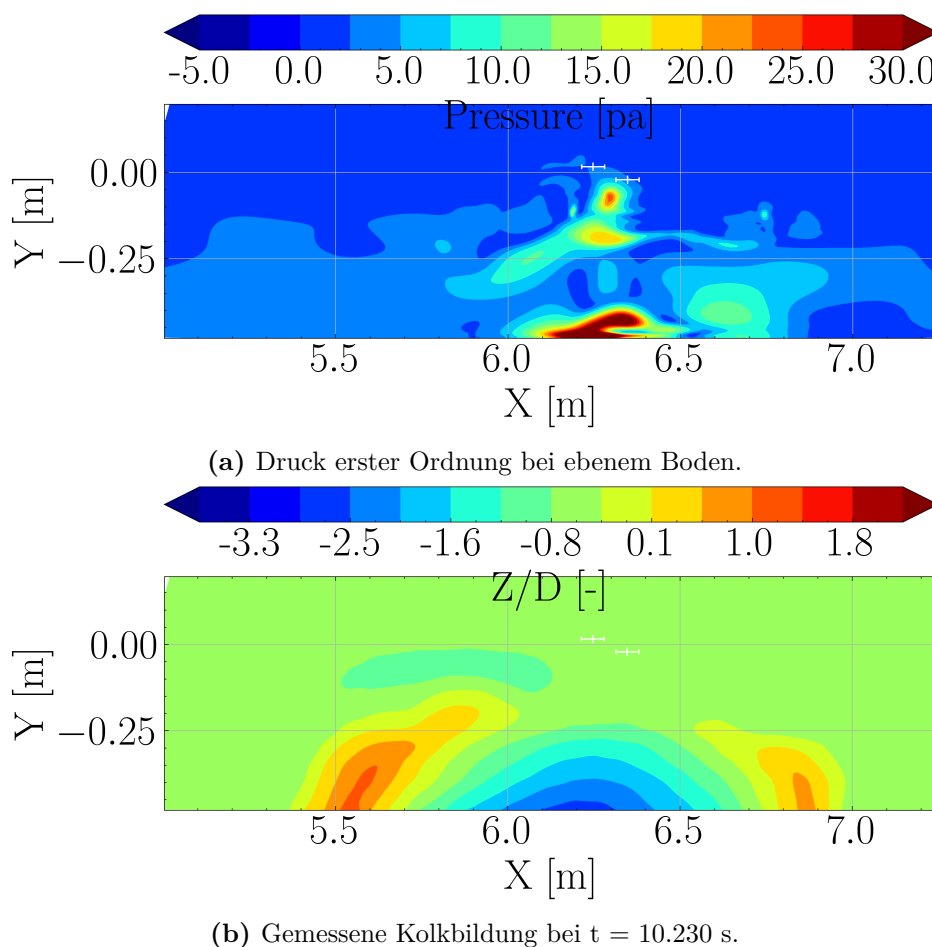 -5.0 0.0 5.0 10.0 15.0 20.0 25.0 30.0
Pressure [pa]
0.00
−0.25
Y [m]
5.5 6.0 6.5 7.0
X [m]
(a) Druck erster Ordnung bei ebenem Boden.
-3.3 -2.5 -1.6 -0.8 0.1 1.0 1.8
Z/D [-]
0.00
−0.25
Y [m]
5.5 6.0 6.5 7.0
X [m]
(b) Gemessene Kolkbildung bei t = 10.230 s.